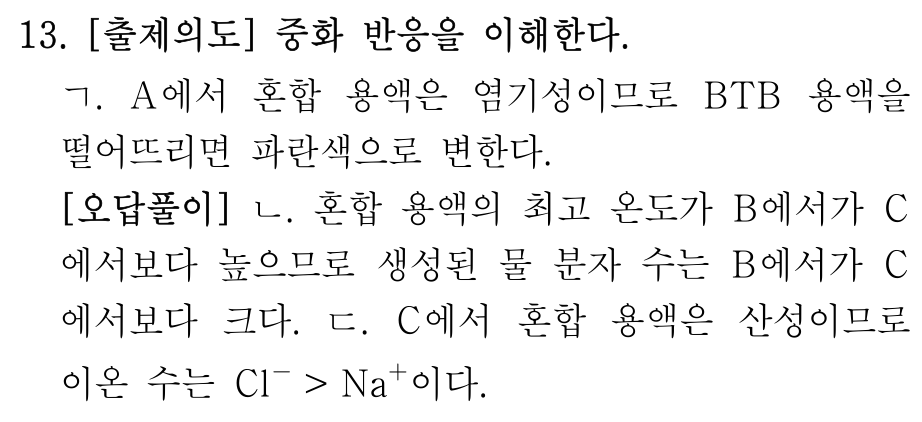 13. [출제의도] 중화 반응을 이해한다.
ㄱ. A에서 혼합 용액은 염기성이므로 BTB 용액을
떨어뜨리면 파란색으로 변한다.
[오답풀이] ㄴ. 혼합 용액의 최고 온도가 B에서가 C
에서보다 높으므로 생성된 물 분자 수는 B에서가 C
에서보다 크다. ㄷ. C에서 혼합 용액은 산성이므로
이온 수는 Cl⁻ > Na⁺이다.